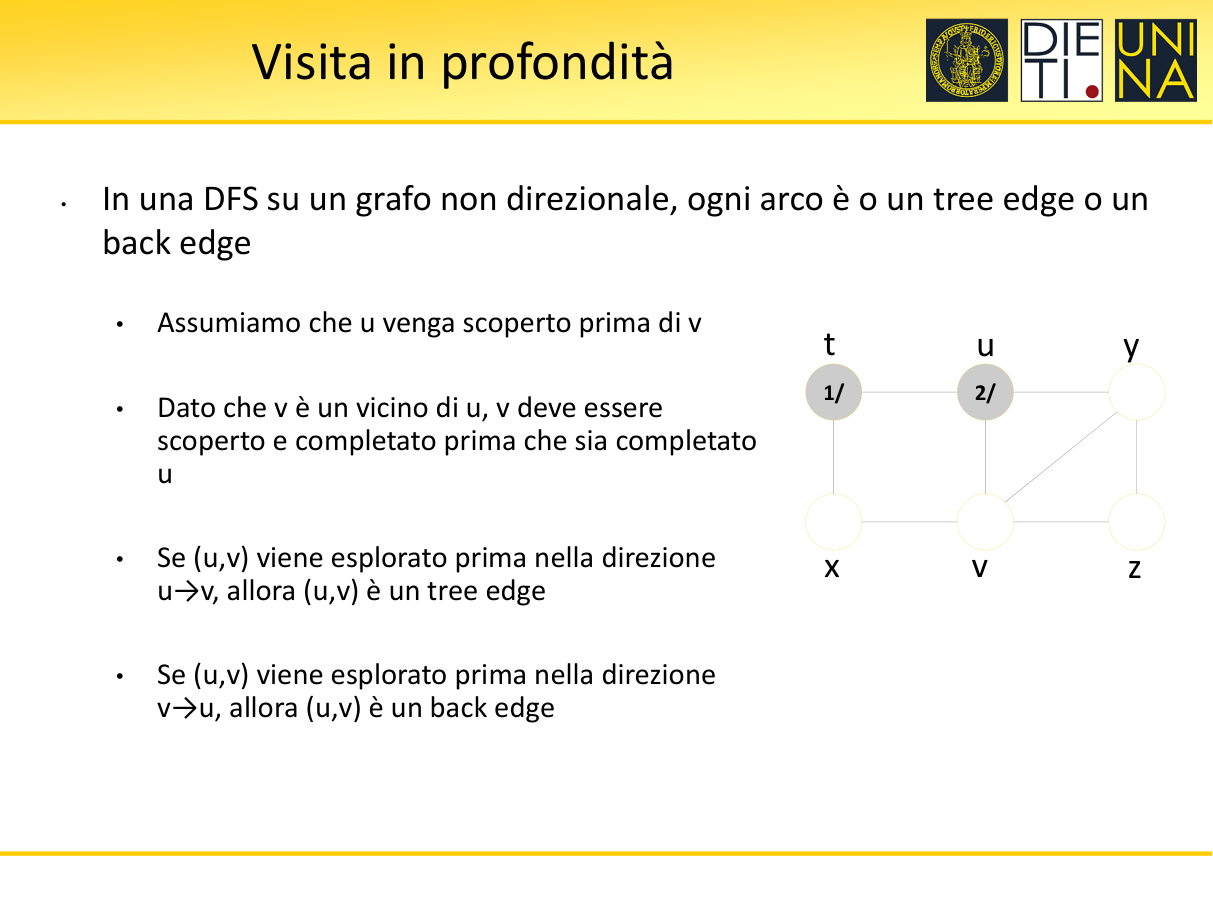 Visita in profondità
DIE
TI.
UNI
NA
• In una DFS su un grafo non direzionale, ogni arco è o un tree edge o un
back edge
• Assumiamo che u venga scoperto prima di v
• Dato che v è un vicino di u, v deve essere
scoperto e completato prima che sia completato
u
• Se (u,v) viene esplorato prima nella direzione
u→v, allora (u,v) è un tree edge
• Se (u,v) viene esplorato prima nella direzione
v→u, allora (u,v) è un back edge
t u y
1/ 2/
x v z